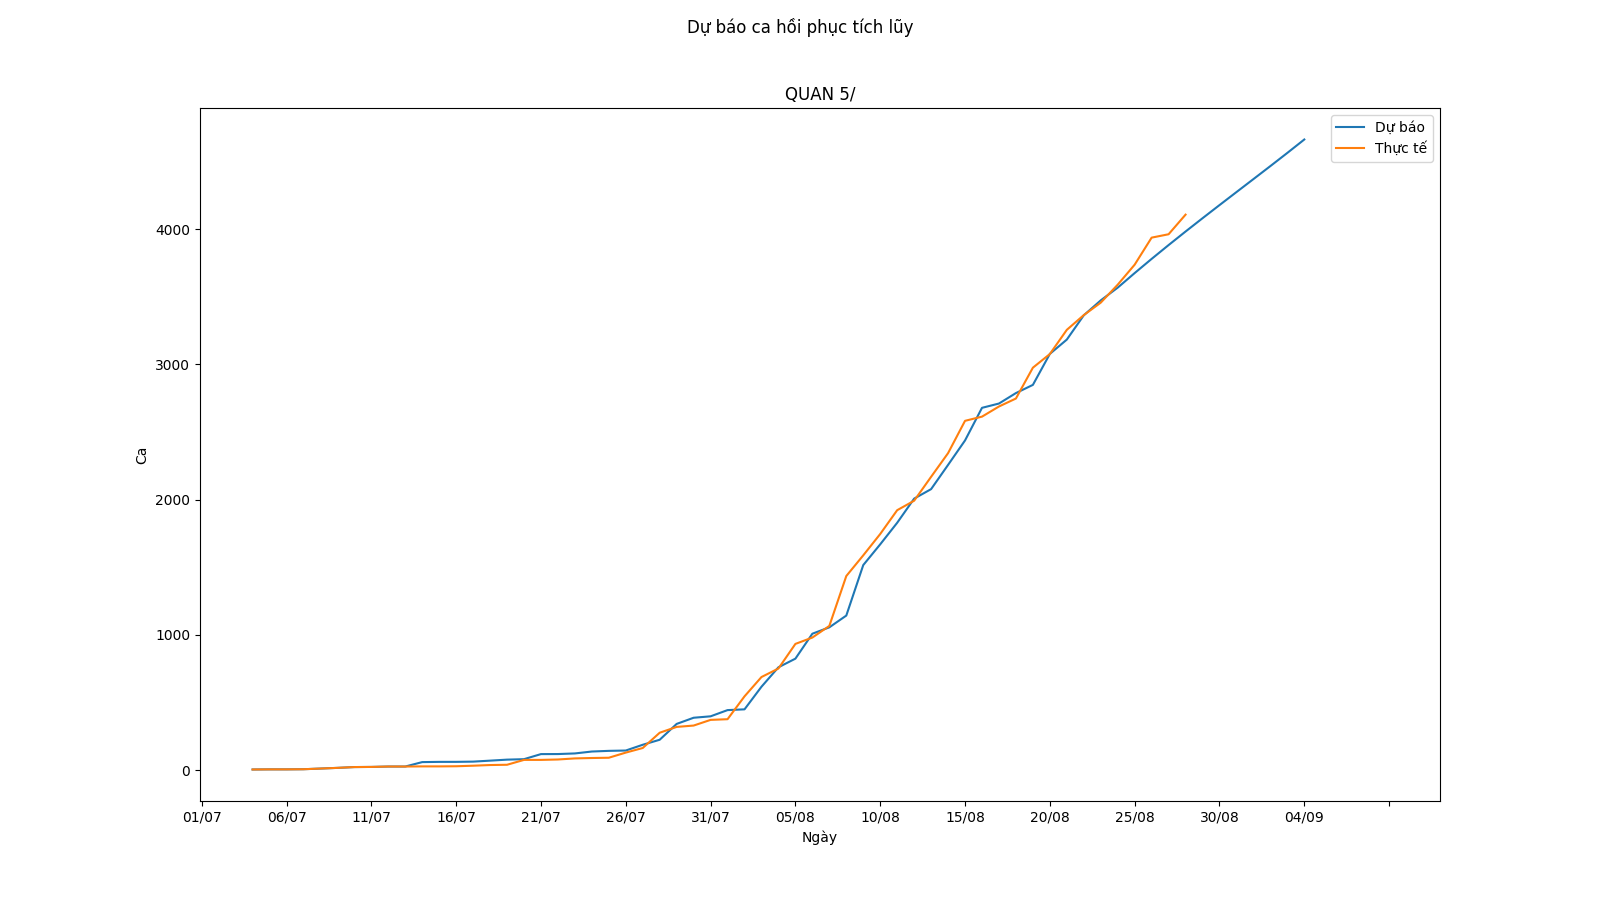 Dự báo ca hồi phục tích lũy
QUAN 5/
Dự báo
Thực tế
4000
3000
2000
1000
0
Ca
01/07 06/07 11/07 16/07 21/07 26/07 31/07 05/08 10/08 15/08 20/08 25/08 30/08 04/09
Ngày